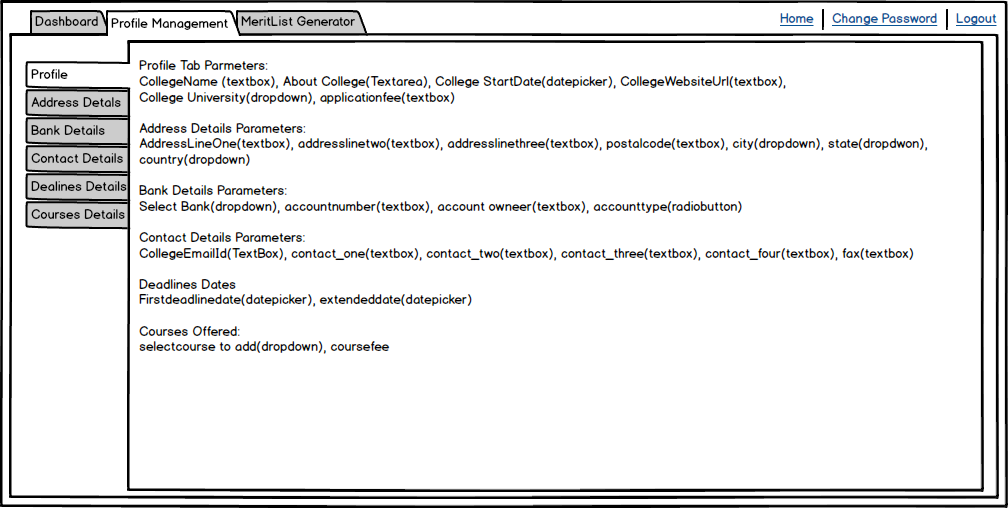 Dashboard
Profile Management
MeritList Generator
Home
Change Password
Logout
Profile
Address Detals
Bank Details
Contact Details
Dealines Details
Courses Details
Profile Tab Parmeters:
CollegeName (textbox), About College(Textarea), College StartDate(datepicker), CollegeWebsiteUrl(textbox),
College University(dropdown), applicationfee(textbox)
Address Details Parameters:
AddressLineOne(textbox), addresslinetwo(textbox), addresslinethree(textbox), postalcode(textbox), city(dropdown), state(dropdwon),
country(dropdown)
Bank Details Parameters:
Select Bank(dropdown), accountnumber(textbox), account owneer(textbox), accounttype(radiobutton)
Contact Details Parameters:
CollegeEmailId(TextBox), contact_one(textbox), contact_two(textbox), contact_three(textbox), contact_four(textbox), fax(textbox)
Deadlines Dates
Firstdeadlinedate(datepicker), extendeddate(datepicker)
Courses Offered:
selectcourse to add(dropdown), coursefee